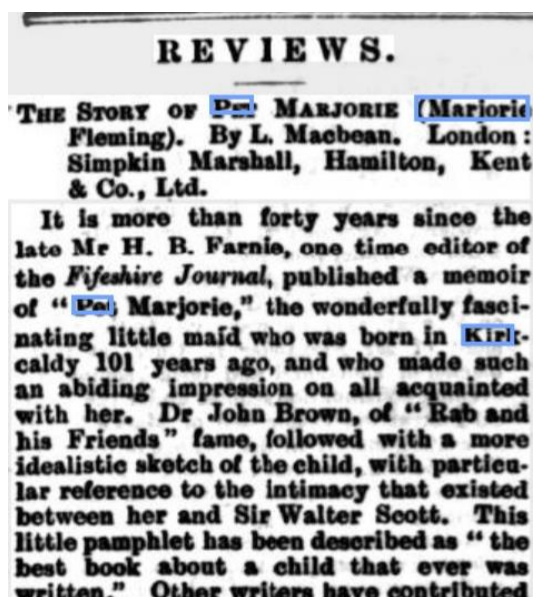 REVIEWS.
THE STORY OF PET MARJORIE (Marjorie
Fleming). By L. Macbean. London:
Simpkin Marshall, Hamilton, Kent
& Co., Ltd.
It is more than forty years since the
late Mr H. B. Farnie, one time editor of
the Fifeshire Journal, published a memoir
of "Pet Marjorie," the wonderfully fasci-
nating little maid who was born in Kirk-
caldy 101 years ago, and who made such
an abiding impression on all acquainted
with her. Dr John Brown, of "Rab and
his Friends" fame, followed with a more
idealistic sketch of the child, with particu-
lar reference to the intimacy that existed
between her and Sir Walter Scott. This
little pamphlet has been described as "the
best book about a child that ever was
written." Other writers have contributed